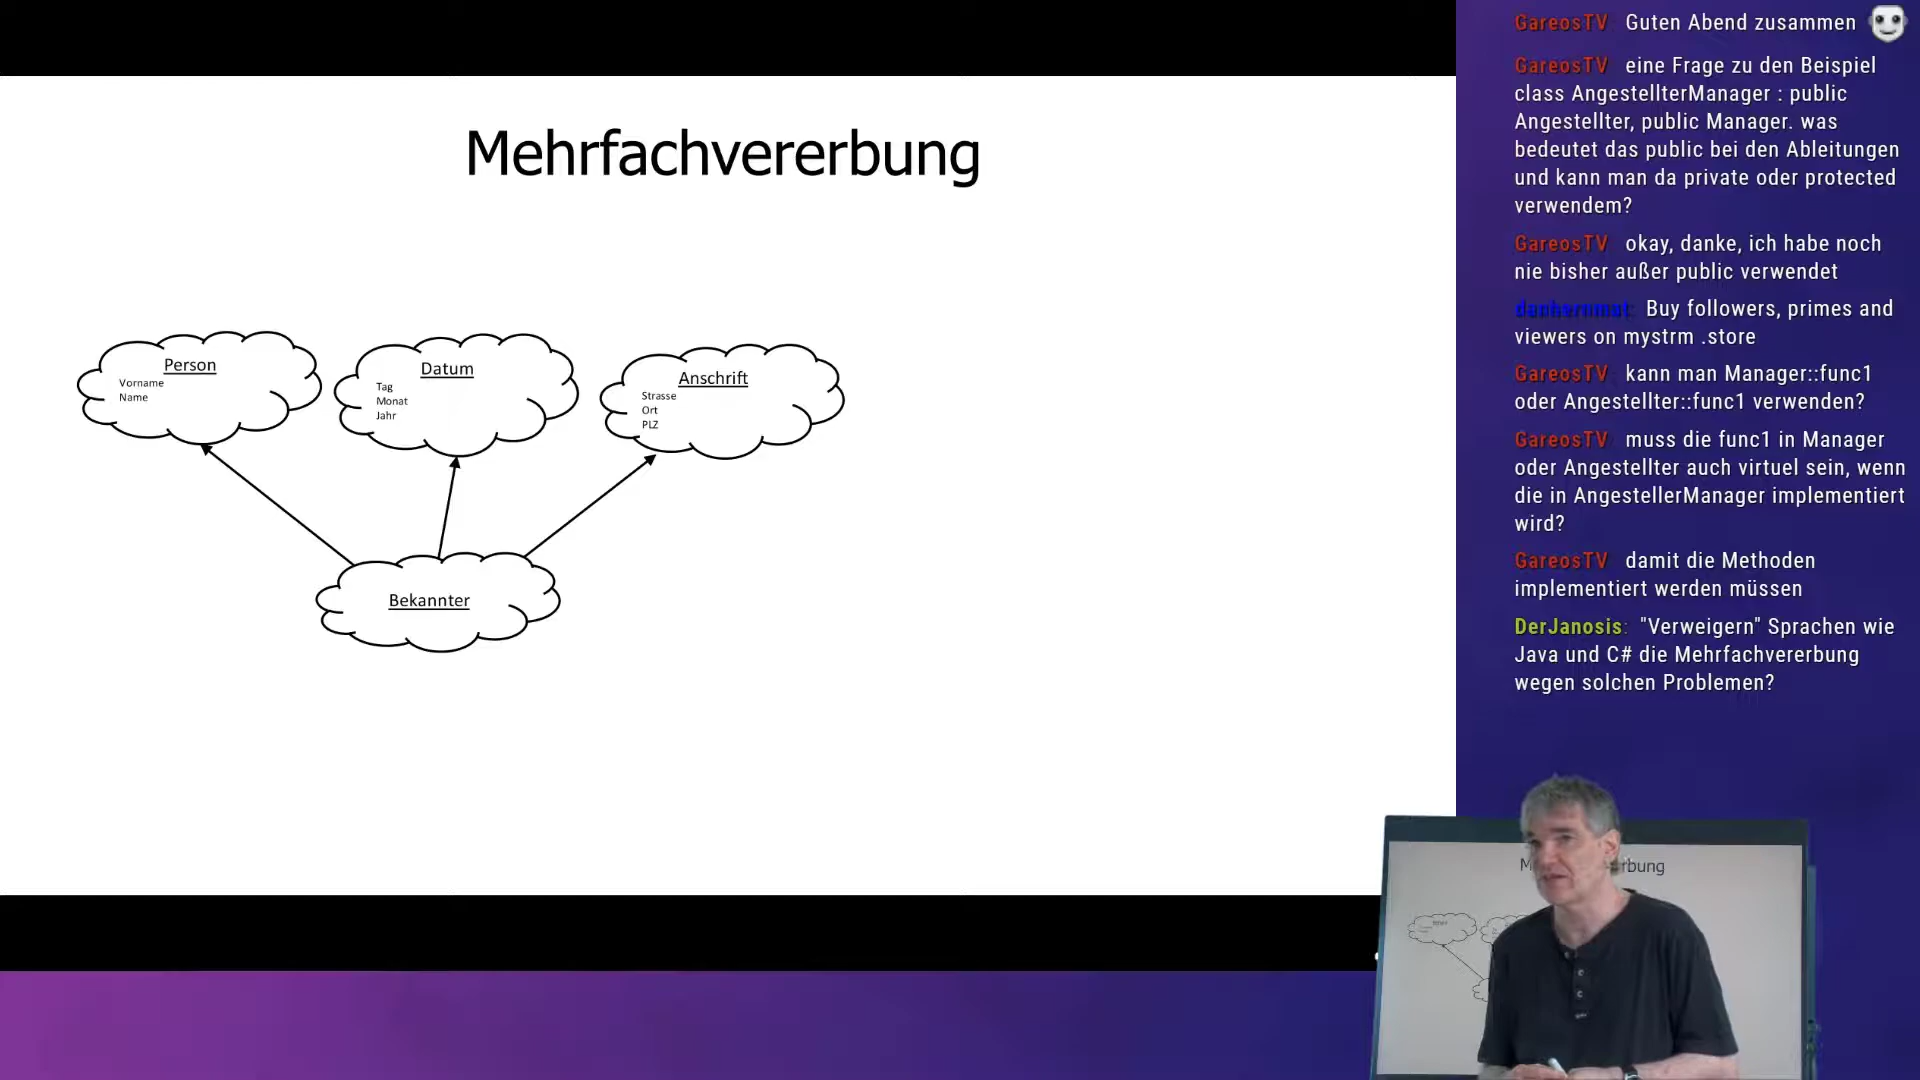 Mehrfachvererbung
Person
Vorname
Name
Datum
Tag
Monat
Jahr
Anschrift
Strasse
Ort
PLZ
Bekannter
GareosTV Guten Abend zusammen
GareosTV eine Frage zu den Beispiel
class AngestellterManager : public
Angestellter, public Manager. was
bedeutet das public bei den Ableitungen
und kann man da private oder protected
verwendem?
GareosTV okay, danke, ich habe noch
nie bisher außer public verwendet
Buy followers, primes and
viewers on mystrm .store
GareosTV kann man Manager::func1
oder Angestellter::func1 verwenden?
GareosTV muss die func1 in Manager
oder Angestellter auch virtuel sein, wenn
die in AngestellerManager implementiert
wird?
GareosTV damit die Methoden
implementiert werden müssen
DerJanosis: "Verweigern" Sprachen wie
Java und C# die Mehrfachvererbung
wegen solchen Problemen?